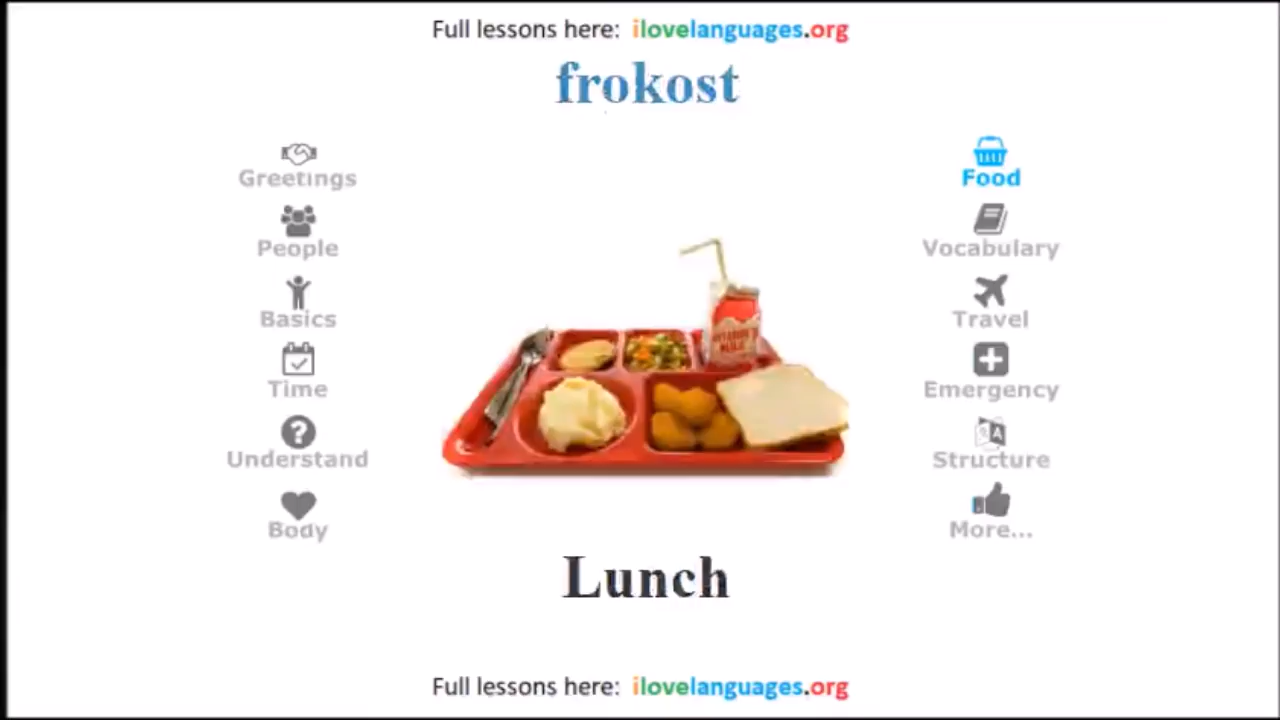 Full lessons here: ilovelanguages.org
frokost
Greetings
People
Basics
Time
Understand
Body
Food
Vocabulary
Travel
Emergency
Structure
More...
Lunch
Full lessons here: ilovelanguages.org